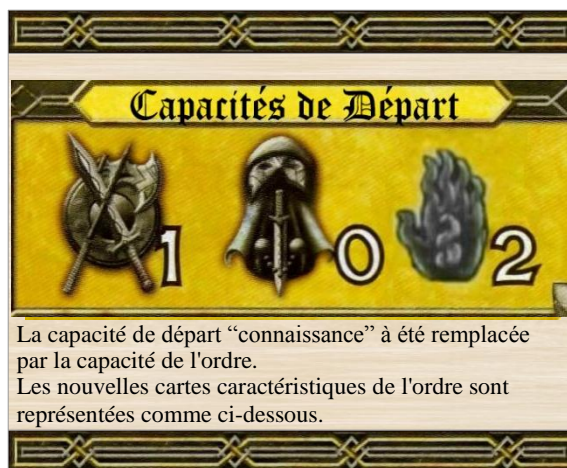 Capacités de Départ
1 0 2
La capacité de départ “connaissance” à été remplacée
par la capacité de l'ordre.
Les nouvelles cartes caractéristiques de l'ordre sont
représentées comme ci-dessous.